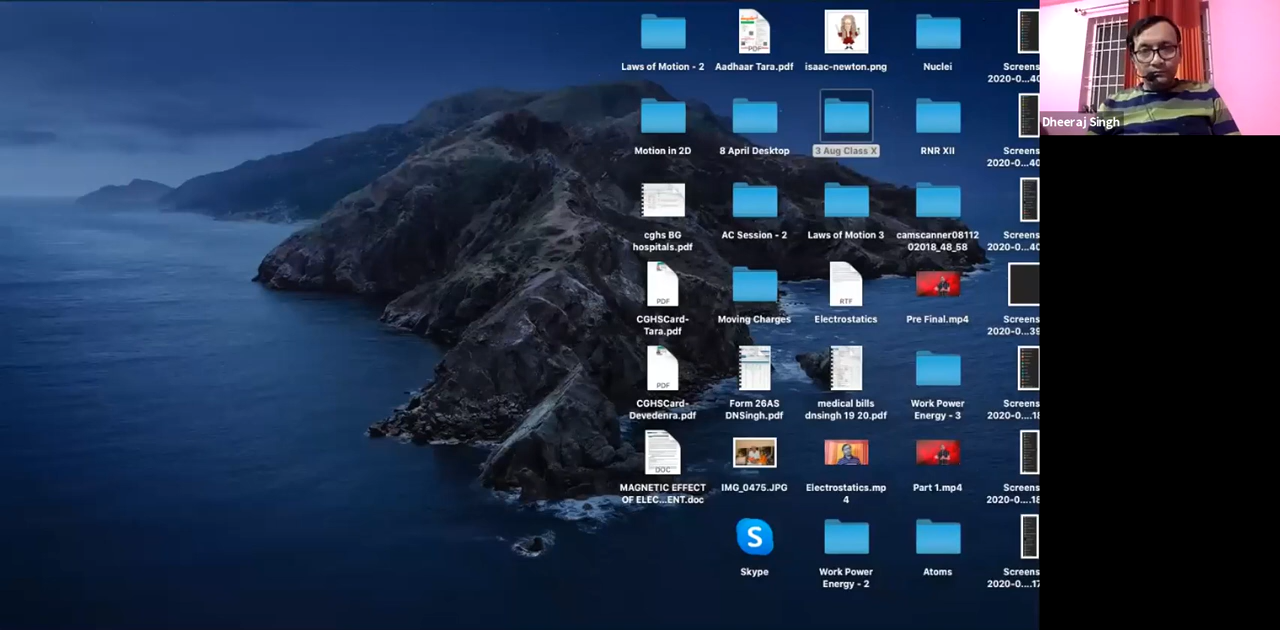 Laws of Motion - 2
Aadhaar Tara.pdf
isaac-newton.png
Nuclei
Screens
2020-0...40
Dheeraj Singh
Motion in 2D
8 April Desktop
3 Aug Class X
RNR XII
Screens
2020-0...40
cghs BG
hospitals.pdf
AC Session - 2
Laws of Motion 3
camscanner08112
02018_48_58
Screens
2020-0...40
PDF
CGHSCard-
Tara.pdf
Moving Charges
RTF
Electrostatics
Pre Final.mp4
Screens
2020-0....39
PDF
CGHSCard-
Devedenra.pdf
Form 26AS
DNSingh.pdf
medical bills
dnsingh 19 20.pdf
Work Power
Energy - 3
Screens
2020-0....18
DOC
MAGNETIC EFFECT
OF ELEC...ENT.doc
IMG_0475.JPG
Electrostatics.mp
4
Part 1.mp4
Screens
2020-0....18
S
Skype
Work Power
Energy - 2
Atoms
Screens
2020-0....17